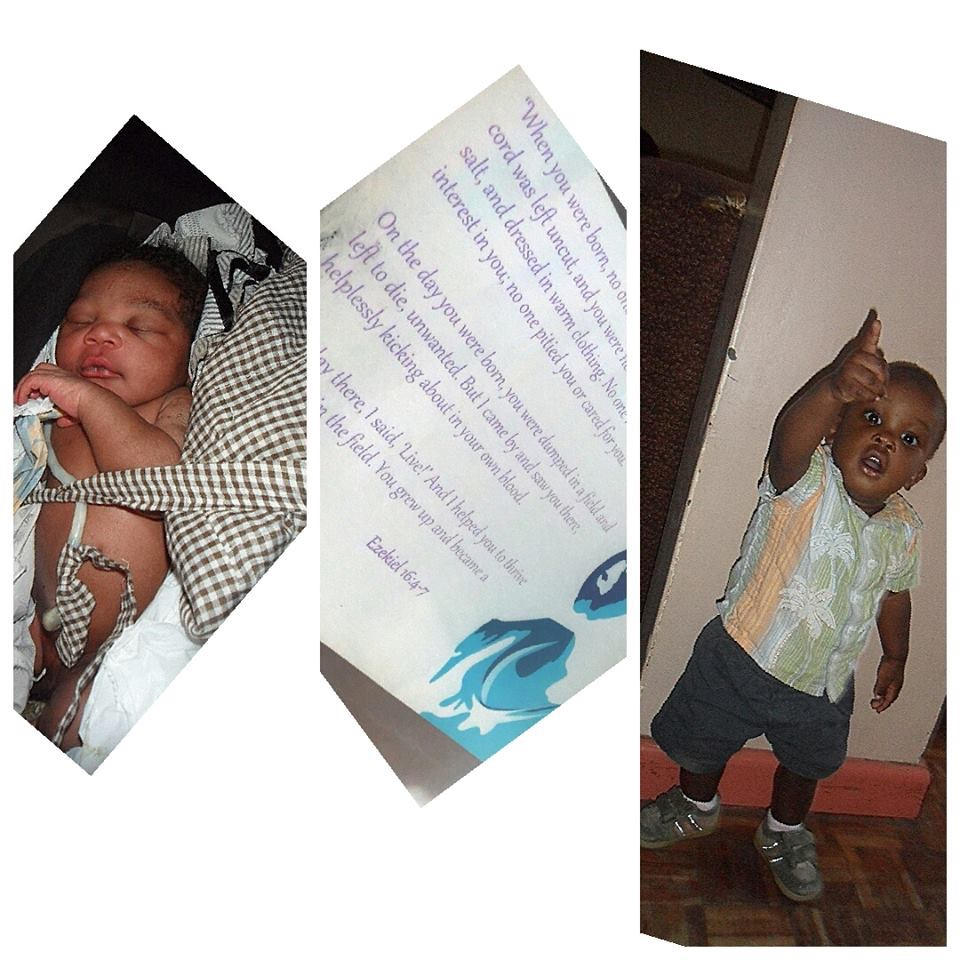 "When you were born, no one
cord was left uncut, and you were
salt, and dressed in warm clothing. No one
interest in you; no one pitied you or cared for you.
On the day you were born, you were dumped in a field and
left to die, unwanted. But I came by and saw you there,
helplessly kicking about in your own blood.
lay there, I said, 'Live!' And I helped you to thrive
in the field. You grew up and became a
Ezekiel 16:4-7